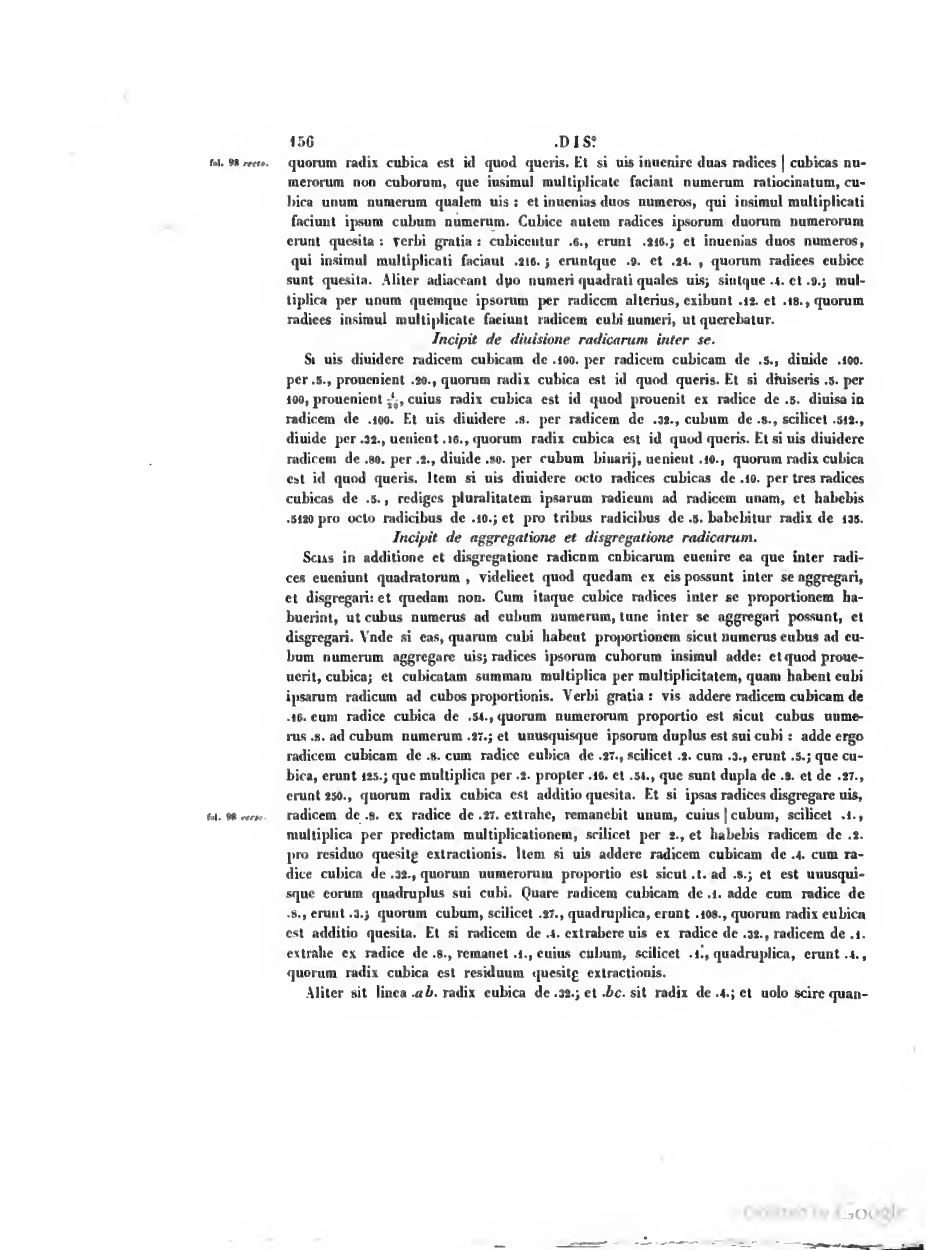 156 .DIS?
fol. 98 recto. quorum radix cubica est id quod queris. Et si uis inuenire duas radices | cubicas nu-
merorum non cuborum, que insimul multiplicate faciant numerum ratiocinatum, cu-
bica unum numerum qualem uis : et inuenias duos numeros, qui insimul multiplicati
faciunt ipsum cubum numerum. Cubice autem radices ipsorum duorum numerorum
erunt quesita : verbi gratia : cubicentur .6., erunt .216.; et inuenias duos numeros,
qui insimul multiplicati faciant .216. ; eruntque .9. et .24. , quorum radices cubice
sunt quesita. Aliter adiaceant duo numeri quadrati quales uis; sintque .4. et .9.; mul-
tiplica per unum quemque ipsorum per radicem alterius, exibunt .12. et .18., quorum
radices insimul multiplicate faciunt radicem cubi numeri, ut querebatur.
Incipit de diuisione radicarum inter se.
Si uis diuidere radicem cubicam de .100. per radicem cubicam de .5., diuide .100.
per .5., prouenient .20., quorum radix cubica est id quod queris. Et si diuiseris .5. per
100, prouenient 1/20, cuius radix cubica est id quod prouenit ex radice de .5. diuisa in
radicem de .100. Et uis diuidere .8. per radicem de .32., cubum de .8., scilicet .512.,
diuide per .32., uenient .16., quorum radix cubica est id quod queris. Et si uis diuidere
radicem de .80. per .2., diuide .80. per cubum binarij, uenient .10., quorum radix cubica
est id quod queris. Item si uis diuidere octo radices cubicas de .10. per tres radices
cubicas de .5. , rediges pluralitatem ipsarum radicum ad radicem unam, et habebis
.5120 pro octo radicibus de .10.; et pro tribus radicibus de .5. habebitur radix de 135.
Incipit de aggregatione et disgregatione radicarum.
Scias in additione et disgregatione radicum cubicarum euenire ea que inter radi-
ces eueniunt quadratorum , videlicet quod quedam ex eis possunt inter se aggregari,
et disgregari: et quedam non. Cum itaque cubice radices inter se proportionem ha-
buerint, ut cubus numerus ad cubum numerum, tunc inter se aggregari possunt, et
disgregari. Vnde si eas, quarum cubi habent proportionem sicut numerus cubus ad cu-
bum numerum aggregare uis; radices ipsorum cuborum insimul adde: et quod proue-
uerit, cubica; et cubicatam summam multiplica per multiplicitatem, quam habent cubi
ipsarum radicum ad cubos proportionis. Verbi gratia : vis addere radicem cubicam de
.16. cum radice cubica de .54., quorum numerorum proportio est sicut cubus nume-
rus .8. ad cubum numerum .27.; et unusquisque ipsorum duplus est sui cubi : adde ergo
radicem cubicam de .8. cum radice cubica de .27., scilicet .2. cum .3., erunt .5.; que cu-
bica, erunt 125.; que multiplica per .2. propter .16. et .54., que sunt dupla de .8. et de .27.,
erunt 250., quorum radix cubica est additio quesita. Et si ipsas radices disgregare uis,
fol. 98 verso. radicem de .8. ex radice de .27. extrahe, remanebit unum, cuius | cubum, scilicet .1.,
multiplica per predictam multiplicationem, scilicet per 2., et habebis radicem de .2.
pro residuo quesitę extractionis. Item si uis addere radicem cubicam de .4. cum ra-
dice cubica de .32., quorum numerorum proportio est sicut .1. ad .8.; et est unusqui-
sque eorum quadruplus sui cubi. Quare radicem cubicam de .1. adde cum radice de
.8., erunt .3.; quorum cubum, scilicet .27., quadruplica, erunt .108., quorum radix cubica
est additio quesita. Et si radicem de .4. extrahere uis ex radice de .32., radicem de .1.
extrahe ex radice de .8., remanet .1., cuius cubum, scilicet .1., quadruplica, erunt .4.,
quorum radix cubica est residuum quesitę extractionis.
Aliter sit linea .ab. radix cubica de .32.; et .bc. sit radix de .4.; et uolo scire quan-
Digitized by Google